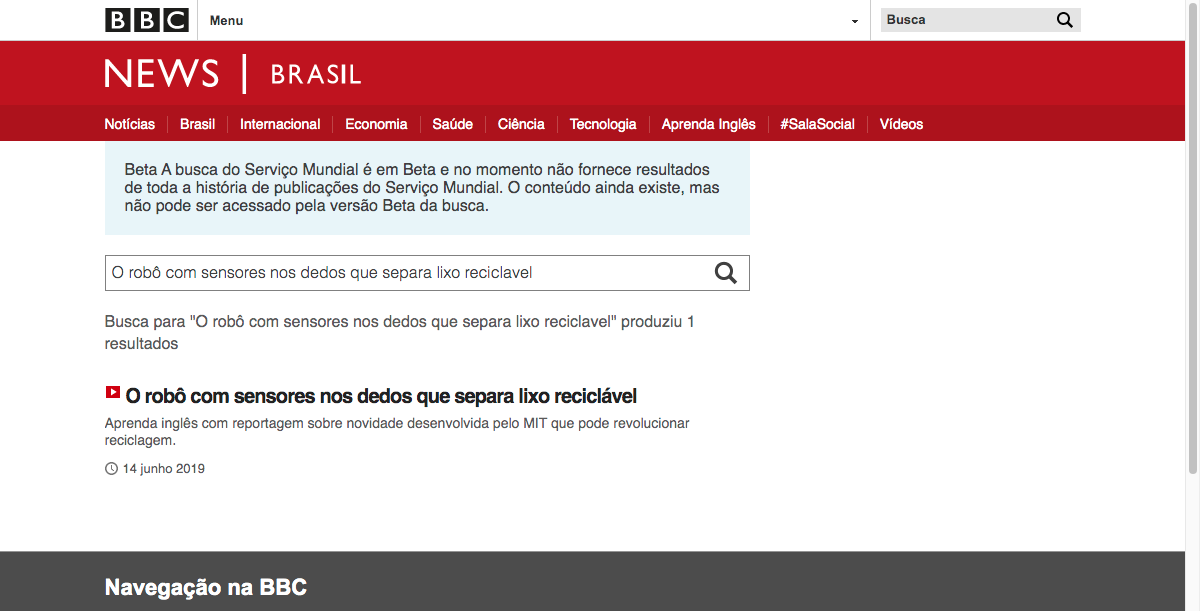 BBC Menu Busca
NEWS BRASIL
Notícias Brasil Internacional Economia Saúde Ciência Tecnologia Aprenda Inglês #SalaSocial Vídeos
Beta A busca do Serviço Mundial é em Beta e no momento não fornece resultados
de toda a história de publicações do Serviço Mundial. O conteúdo ainda existe, mas
não pode ser acessado pela versão Beta da busca.
O robô com sensores nos dedos que separa lixo reciclavel
Busca para "O robô com sensores nos dedos que separa lixo reciclavel" produziu 1
resultados
O robô com sensores nos dedos que separa lixo reciclável
Aprenda inglês com reportagem sobre novidade desenvolvida pelo MIT que pode revolucionar
reciclagem.
14 junho 2019
Navegação na BBC